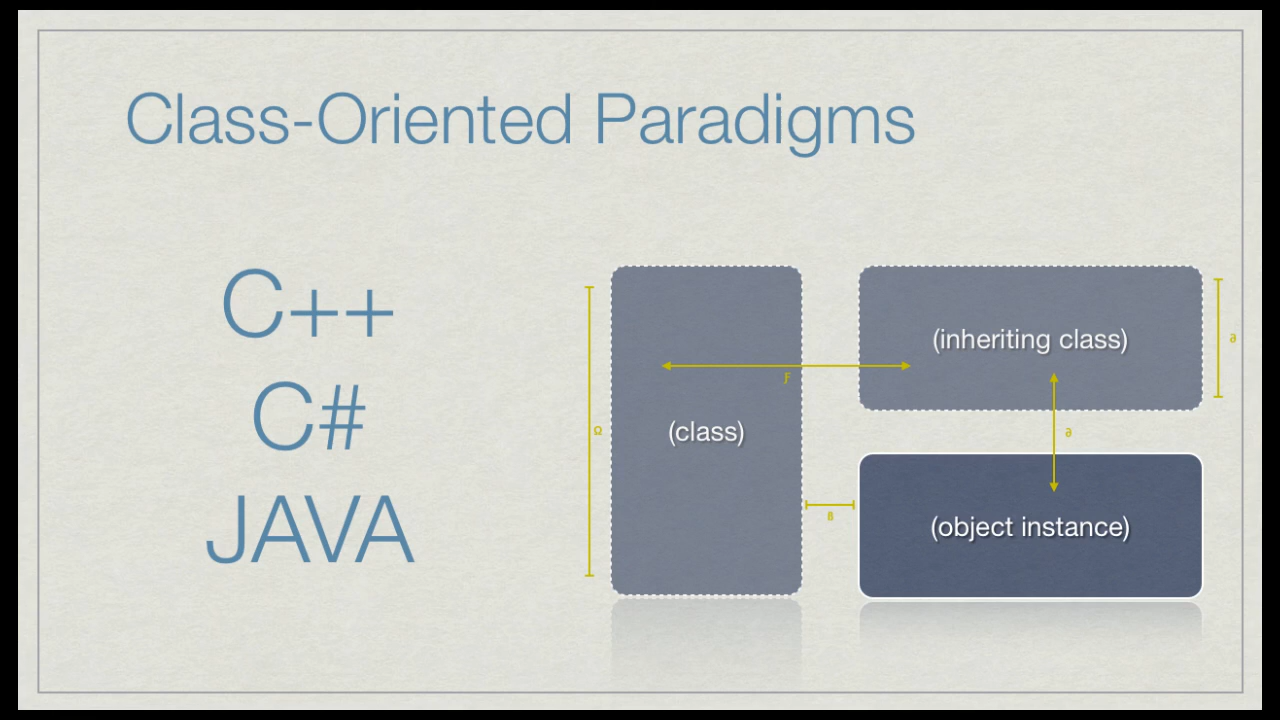 Class-Oriented Paradigms
C++
C#
JAVA
(class)
(inheriting class)
(object instance)
Ω
∂